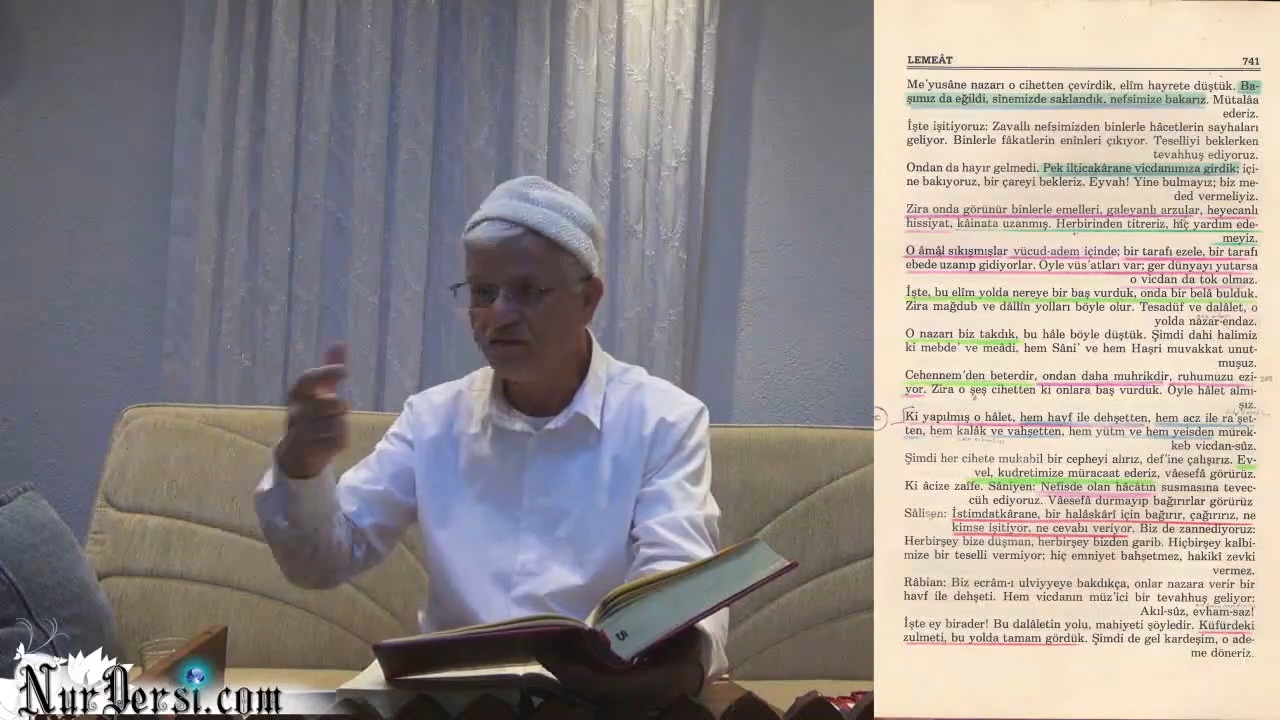 LEMEÂT 741
Me'yusâne nazarı o cihetten çevirdik, elîm hayrete düştük. Ba-
şımız da eğildi, sînemizde saklandık, nefsimize bakarız. Mütalâa
ederiz.
İşte işitiyoruz: Zavallı nefsimizden binlerle hâcetlerin sayhaları
geliyor. Binlerle fâkatlerin enînleri çıkıyor. Teselliyi beklerken
tevahhuş ediyoruz.
Ondan da hayır gelmedi. Pek ilticakârane vicdanımıza girdik; içi-
ne bakıyoruz, bir çareyi bekleriz. Eyvah! Yine bulmayız; biz me-
ded vermeliyiz.
Zira onda görünür binlerle emelleri, galeyanlı arzular, heyecanlı
hissiyat, kâinata uzanmış. Herbirinden titreriz, hiç yardım ede-
meyiz.
O âmâl sıkışmışlar vücud-adem içinde; bir tarafı ezele, bir tarafı
ebede uzanıp gidiyorlar. Öyle vüs'atları var; ger dünyayı yutarsa
o vicdan da tok olmaz.
İşte, bu elîm yolda nereye bir baş vurduk, onda bir belâ bulduk.
Zira mağdub ve dâllîn yolları böyle olur. Tesadüf ve dalâlet, o
yolda nazar-endaz.
O nazarı biz takdık, bu hâle böyle düştük. Şimdi dahi halimiz
ki mebde' ve meâdi, hem Sâni' ve hem Haşri muvakkat unut-
muşuz.
Cehennem'den beterdir, ondan daha muhrikdir, ruhumuzu ezi-
yor. Zira o şeş cihetten ki onlara baş vurduk. Öyle hâlet almı-
şız.
Ki yapılmış o hâlet, hem havf ile dehşetten, hem acz ile ra'şet-
ten, hem kalâk ve vahşetten, hem yütm ve hem yeisden mürek-
keb vicdan-sûz.
Şimdi her cihete mukabil bir cepheyi alırız, def'ine çalışırız. Ev-
vel, kudretimize müracaat ederiz, vâesefâ görürüz.
Ki âcize zaîfe. Sâniyen: Nefisde olan hâcâtın susmasına tevec-
cüh ediyoruz. Vâesefâ durmayıp bağırırlar görürüz
Sâlisen: İstimdatkârane, bir halâskârî için bağırır, çağırırız, ne
kimse işitiyor, ne cevabı veriyor. Biz de zannediyoruz:
Herbirşey bize düşman, herbirşey bizden garib. Hiçbirşey kalbi-
mize bir teselli vermiyor; hiç emniyet bahsetmez, hakikî zevki
vermez.
Râbian: Biz ecrâm-ı ulviyyeye bakdıkça, onlar nazara verir bir
havf ile dehşeti. Hem vicdanın müz'ici bir tevahhuş geliyor:
Akıl-sûz, evham-saz!
İşte ey birader! Bu dalâletin yolu, mahiyeti şöyledir. Küfürdeki
zulmeti, bu yolda tamam gördük. Şimdi de gel kardeşim, o ade-
me döneriz.
NurDersi.com